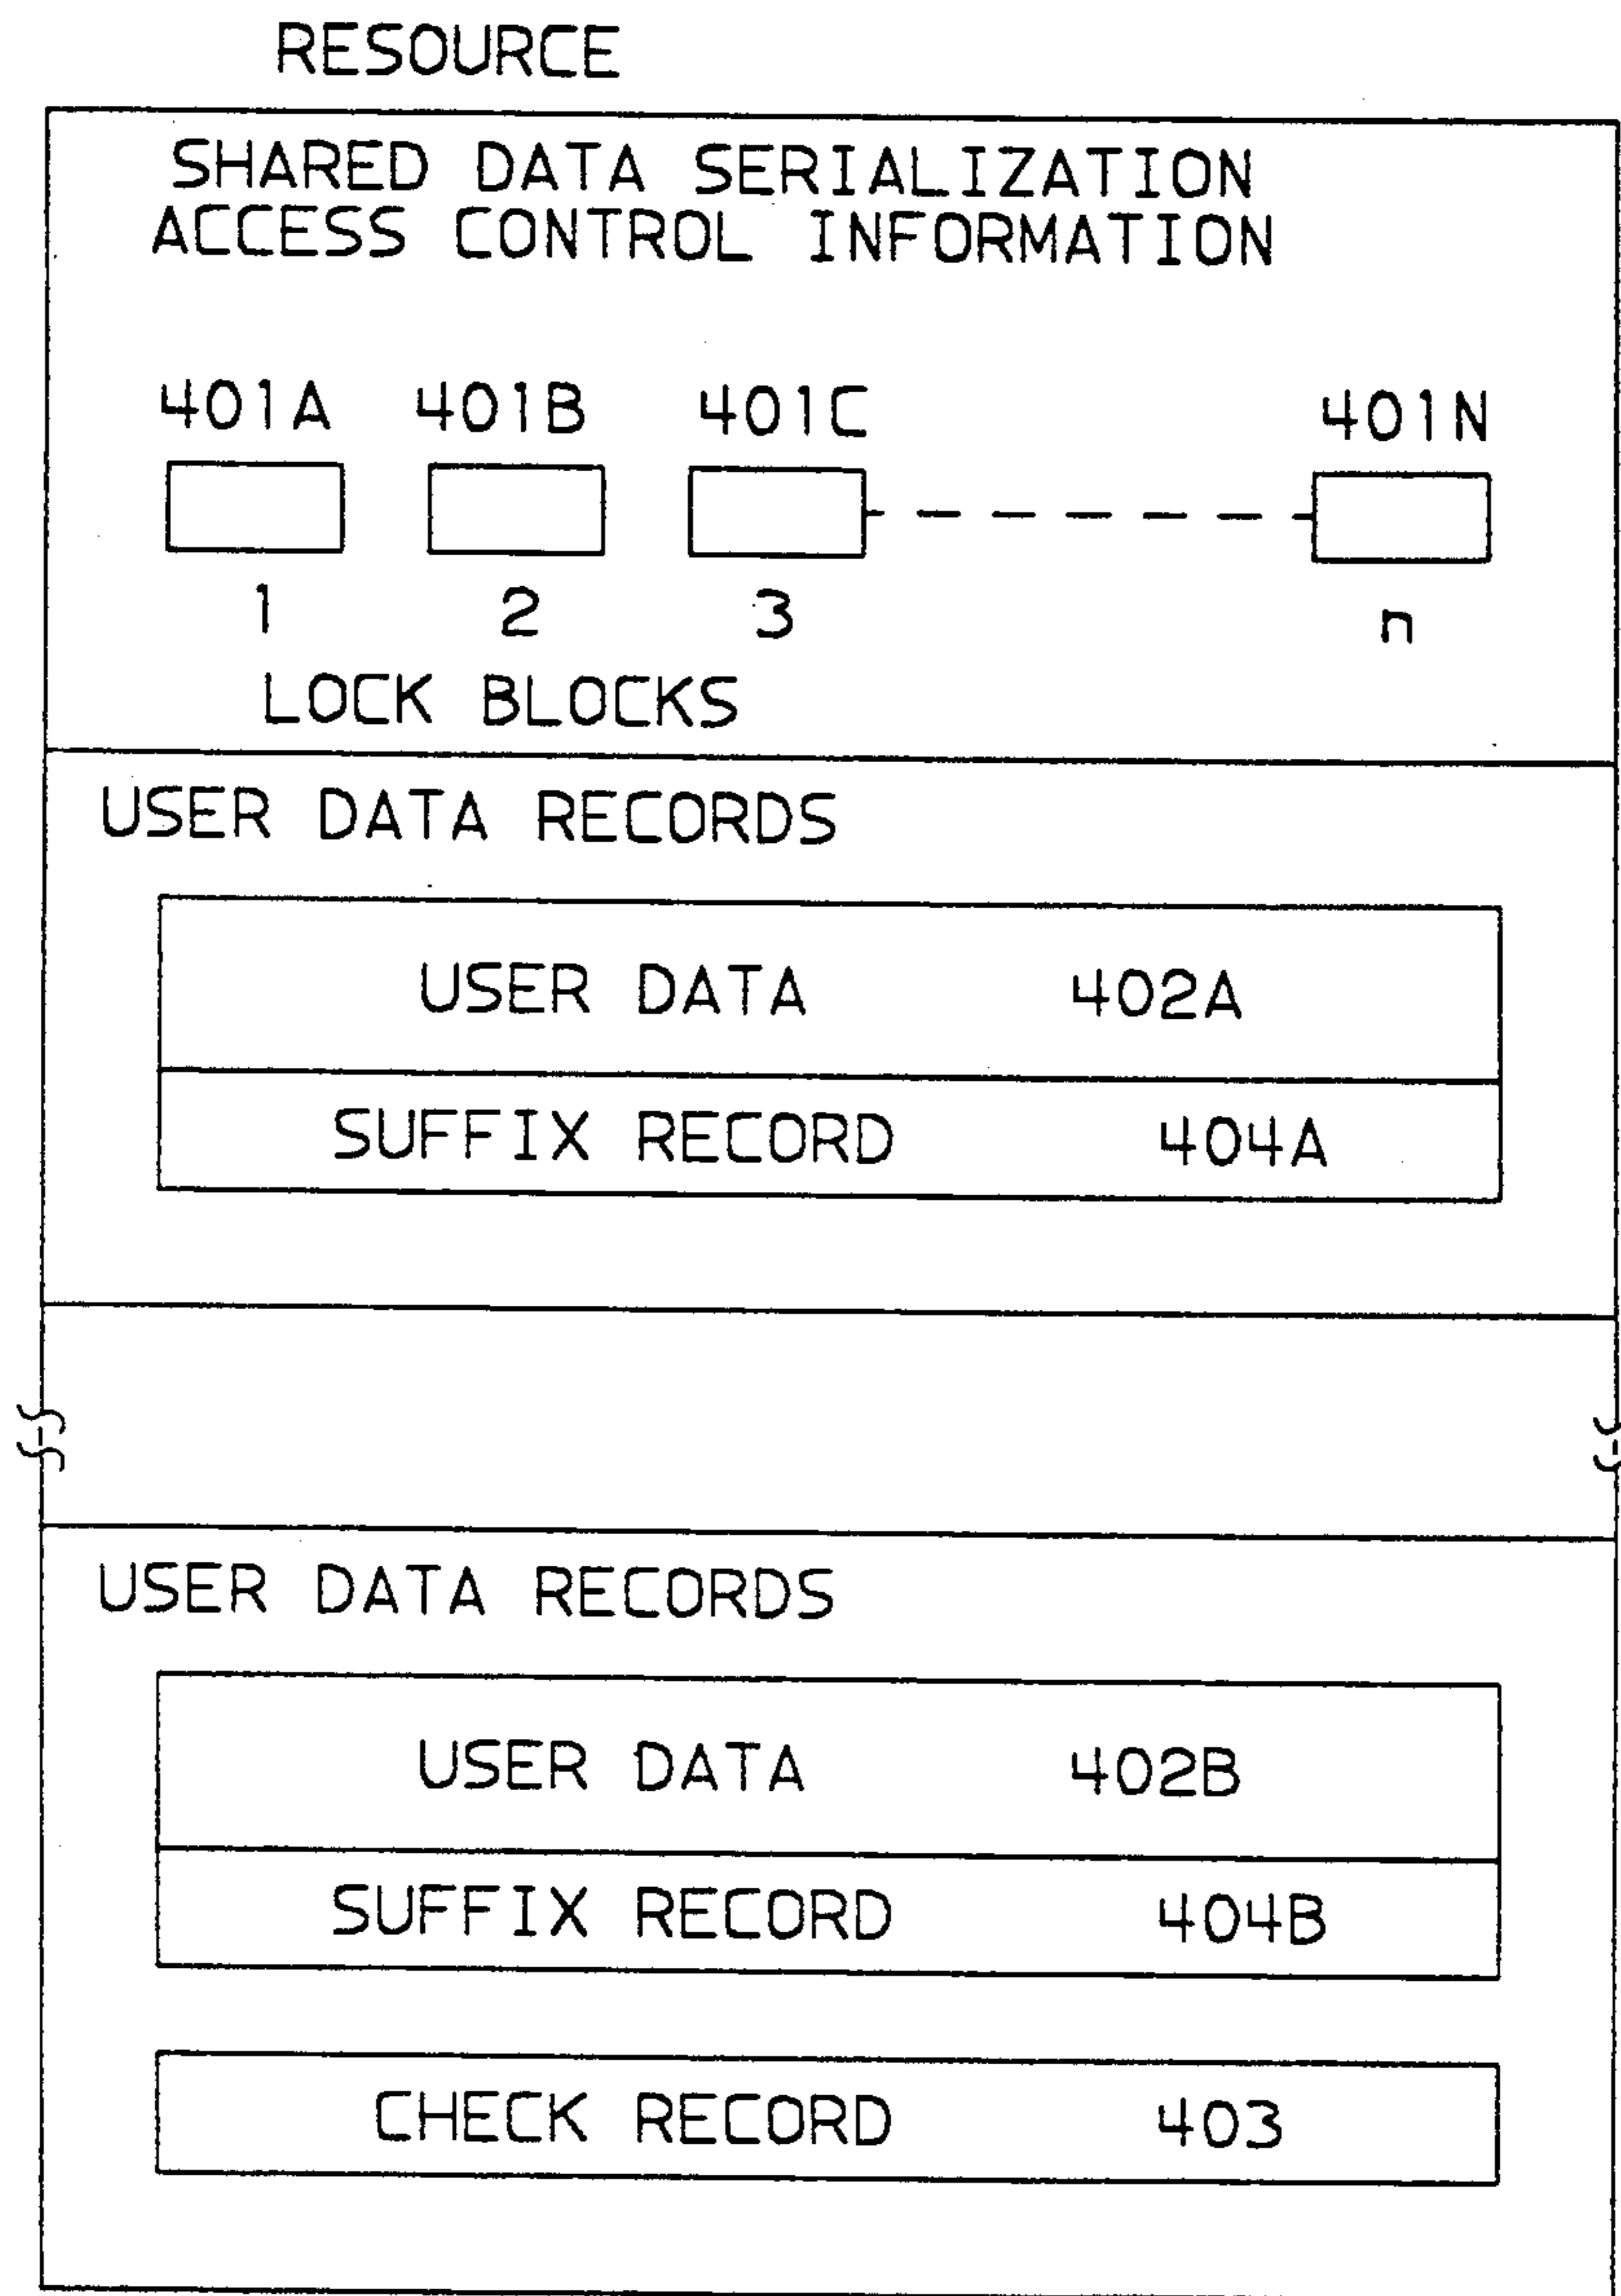 RESOURCE
SHARED DATA SERIALIZATION
ACCESS CONTROL INFORMATION
401A 401B 401C 401N
1 2 3 n
LOCK BLOCKS
USER DATA RECORDS
USER DATA 402A
SUFFIX RECORD 404A
USER DATA RECORDS
USER DATA 402B
SUFFIX RECORD 404B
CHECK RECORD 403